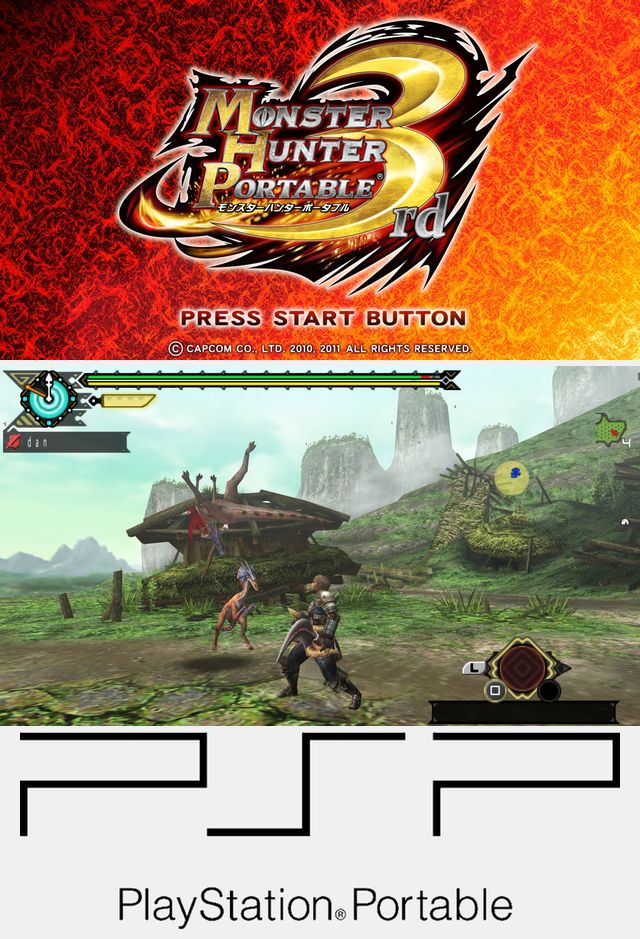 MONSTER
HUNTER
PORTABLE®
モンスターハンターポータブル
3rd
PRESS START BUTTON
© CAPCOM CO., LTD. 2010, 2011 ALL RIGHTS RESERVED.
dan
4
L
PSP
PlayStation®Portable